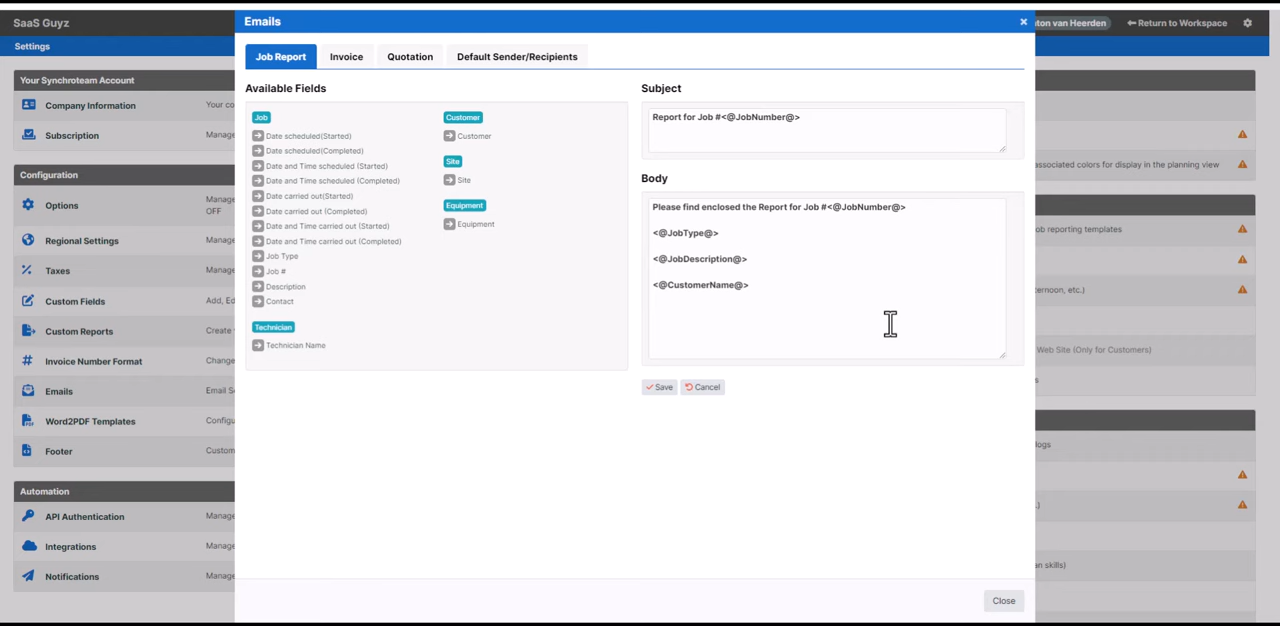 SaaS Guyz
Emails
×
ton van Heerden
Return to Workspace
Settings
Your Synchroteam Account
Company Information
Your co
Subscription
Manage
Configuration
Options
Manage
OFF
Regional Settings
Manage
Taxes
Manage
Custom Fields
Add, Ed
Custom Reports
Create
Invoice Number Format
Change
Emails
Email S
Word2PDF Templates
Configu
Footer
Custom
Automation
API Authentication
Manage
Integrations
Manage
Notifications
Manage
Job Report
Invoice
Quotation
Default Sender/Recipients
Available Fields
Job
Date scheduled(Started)
Date scheduled(Completed)
Date and Time scheduled (Started)
Date and Time scheduled (Completed)
Date carried out(Started)
Date carried out (Completed)
Date and Time carried out (Started)
Date and Time carried out (Completed)
Job Type
Job #
Description
Contact
Technician
Technician Name
Customer
Customer
Site
Site
Equipment
Equipment
Subject
Report for Job #<@JobNumber@>
Body
Please find enclosed the Report for Job #<@JobNumber@>
<@JobType@>
<@JobDescription@>
<@CustomerName@>
Save
Cancel
Close
associated colors for display in the planning view
ob reporting templates
ternoon, etc.)
Web Site (Only for Customers)
s
logs
.)
an skills)